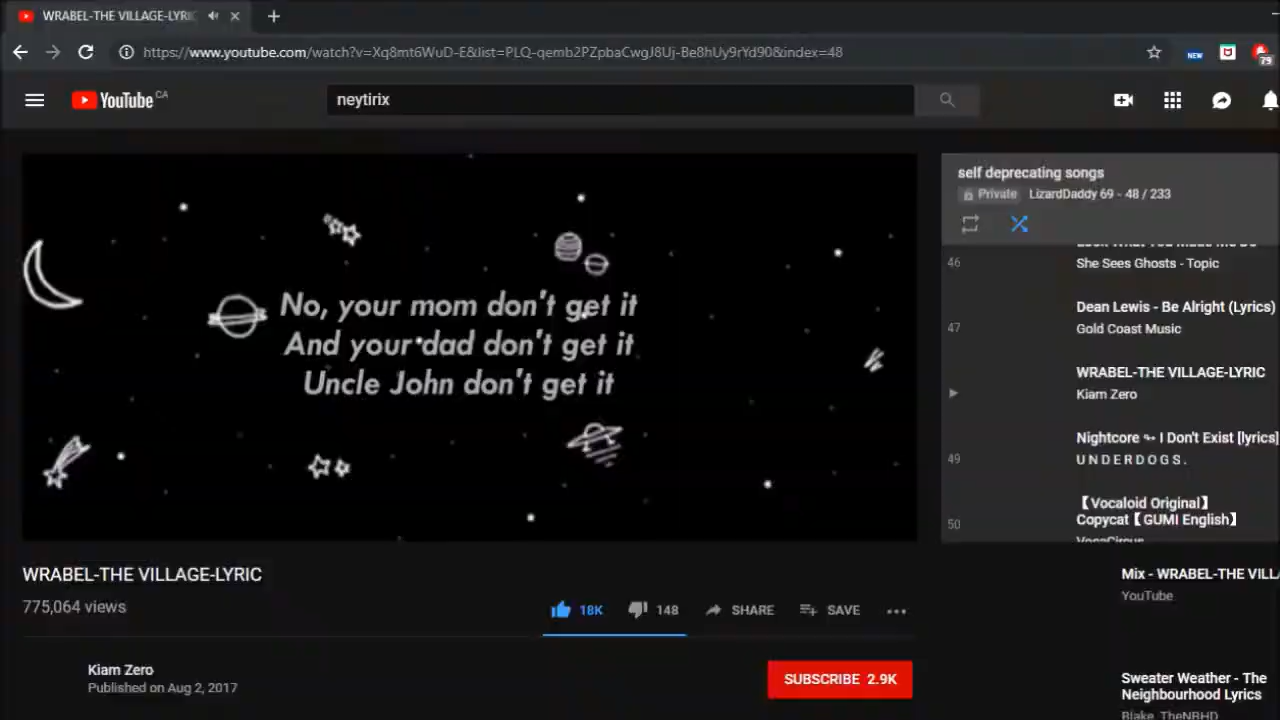 WRABEL-THE VILLAGE-LYRIC
https://www.youtube.com/watch?v=Xq8mt6WuD-E&list=PLQ-qemb2PZpbaCwgJ8Uj-Be8hUy9rYd90&index=48
NEW
79
YouTube CA
neytirix
No, your mom don't get it
And your dad don't get it
Uncle John don't get it
self deprecating songs
Private LizardDaddy 69 - 48 / 233
46
She Sees Ghosts - Topic
47
Dean Lewis - Be Alright (Lyrics)
Gold Coast Music
WRABEL-THE VILLAGE-LYRIC
Kiam Zero
49
Nightcore ↬ I Don't Exist [lyrics]
U N D E R D O G S .
50
【Vocaloid Original】
Copycat【GUMI English】
VocaCircus
WRABEL-THE VILLAGE-LYRIC
775,064 views
18K 148 SHARE SAVE
Kiam Zero
Published on Aug 2, 2017
SUBSCRIBE 2.9K
Mix - WRABEL-THE VILL
YouTube
Sweater Weather - The
Neighbourhood Lyrics
Blake_TheNBHD